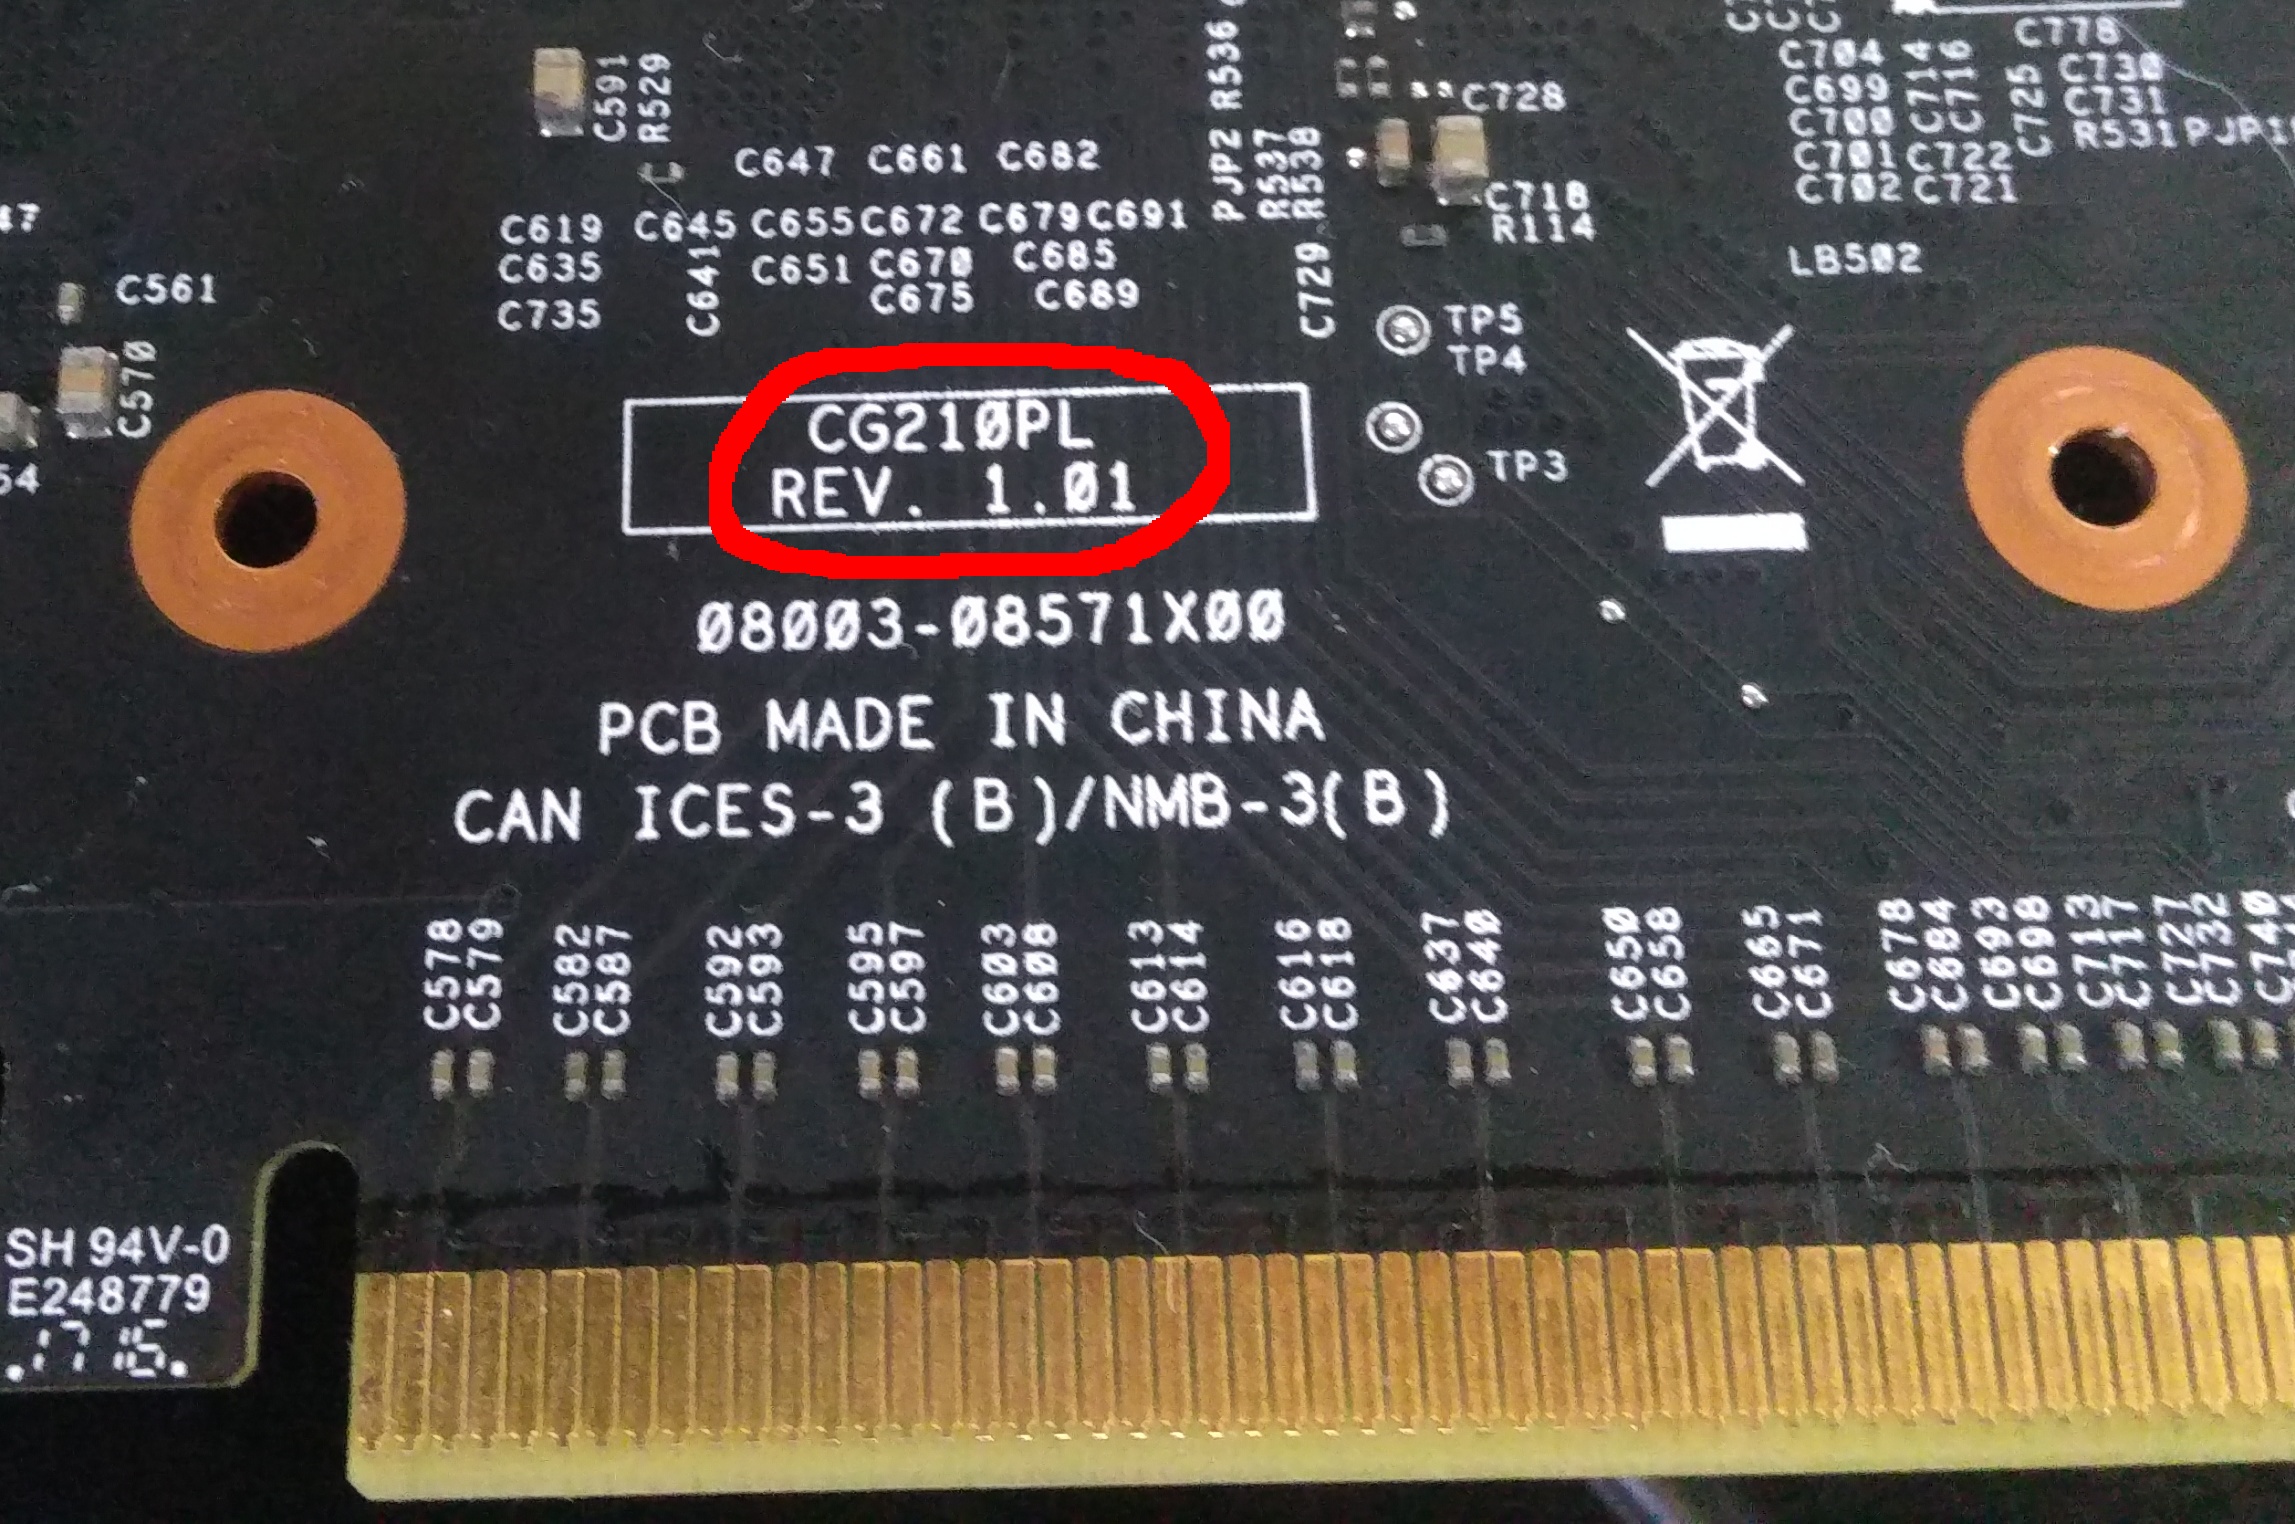 C591
R529
PJP2 R536
R537
R538
C728
C778
C704
C699
C700
C701
C702
C714
C716
C722
C721
C725
C730
C731
R531 PJP1
C647 C661 C682
C718
R114
C619 C645 C655 C672 C679 C691
C635 C651 C670 C685
C735 C641 C675 C689
C729
LB502
C561
C570
TP5
TP4
TP3
CG210PL
REV. 1.01
08003-08571X00
PCB MADE IN CHINA
CAN ICES-3 (B)/NMB-3(B)
C578 C579 C582 C587 C592 C593 C595 C597 C603 C608 C613 C614 C616 C618 C637 C640 C650 C658 C665 C671 C678 C684 C693 C698 C713 C717 C727 C732 C740
SH 94V-0
E248779